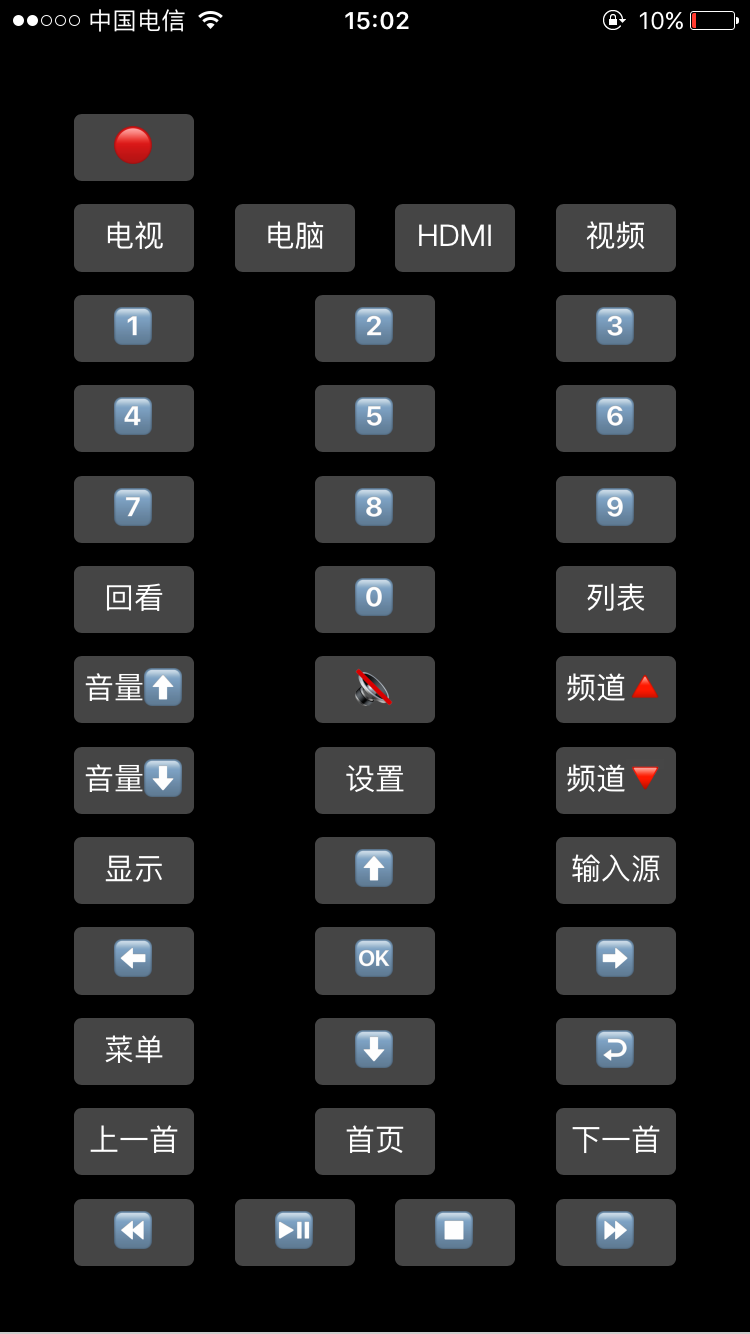 中国电信 15:02 10%
电视 电脑 HDMI 视频
1 2 3
4 5 6
7 8 9
回看 0 列表
音量 频道
音量 设置 频道
显示 输入源
OK
菜单
上一首 首页 下一首